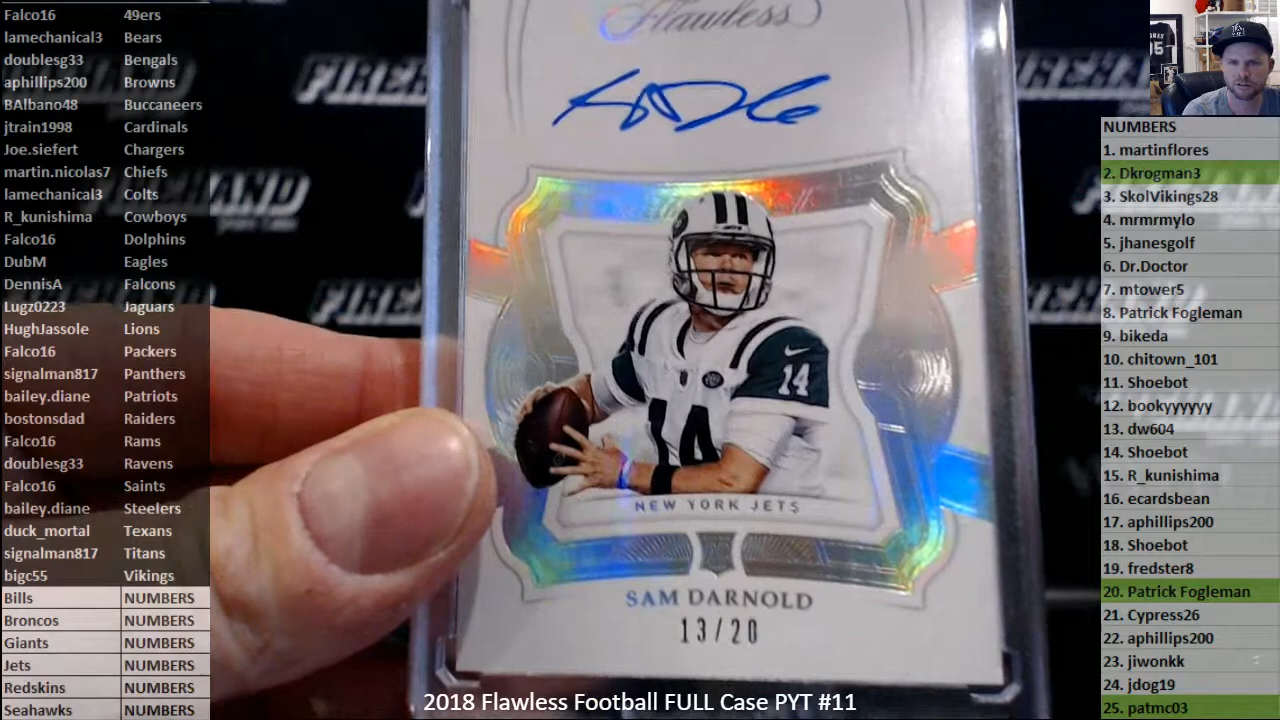 Falco16 49ers
lamechanical3 Bears
doublesg33 Bengals
aphillips200 Browns
BAlbano48 Buccaneers
jtrain1998 Cardinals
Joe.siefert Chargers
martin.nicolas7 Chiefs
lamechanical3 Colts
R_kunishima Cowboys
Falco16 Dolphins
DubM Eagles
DennisA Falcons
Lugz0223 Jaguars
HughJassole Lions
Falco16 Packers
signalman817 Panthers
bailey.diane Patriots
bostonsdad Raiders
Falco16 Rams
doublesg33 Ravens
Falco16 Saints
bailey.diane Steelers
duck_mortal Texans
signalman817 Titans
bigc55 Vikings
Bills NUMBERS
Broncos NUMBERS
Giants NUMBERS
Jets NUMBERS
Redskins NUMBERS
Seahawks NUMBERS
Flawless
14
14
NEW YORK JETS
SAM DARNOLD
13/20
2018 Flawless Football FULL Case PYT #11
NUMBERS
1. martinflores
2. Dkrogman3
3. SkolVikings28
4. mrmrmylo
5. jhanesgolf
6. Dr.Doctor
7. mtower5
8. Patrick Fogleman
9. bikeda
10. chitown_101
11. Shoebot
12. bookyyyyyy
13. dw604
14. Shoebot
15. R_kunishima
16. ecardsbean
17. aphillips200
18. Shoebot
19. fredster8
20. Patrick Fogleman
21. Cypress26
22. aphillips200
23. jiwonkk
24. jdog19
25. patmc03